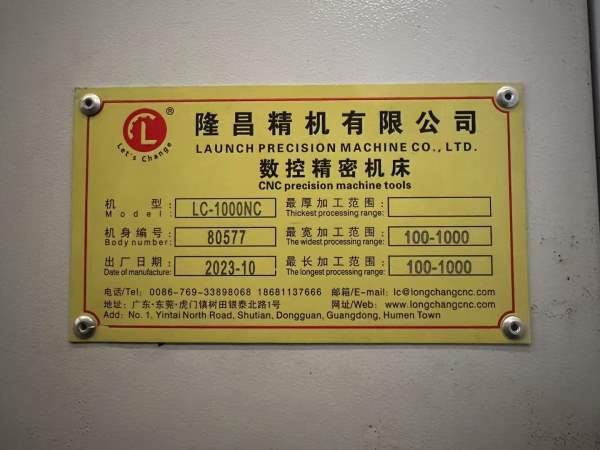 Let's Change
®
隆昌精机有限公司
LAUNCH PRECISION MACHINE CO., LTD.
数控精密机床
CNC precision machine tools
机 型: LC-1000NC 最厚加工范围:
Model: Thickest processing range:
机身编号: 80577 最宽加工范围: 100-1000
Body number: The widest processing range:
出厂日期: 2023-10 最长加工范围: 100-1000
Date of manufacture: The longest processing range:
电话/Tel: 0086-769-33898068 18681137666 邮箱/E-mail: lc@longchangcnc.com
地址: 广东·东莞·虎门镇树田银泰北路1号 网址/Web: www.longchangcnc.com
Add: No. 1, Yintai North Road, Shutian, Dongguan, Guangdong, Humen Town